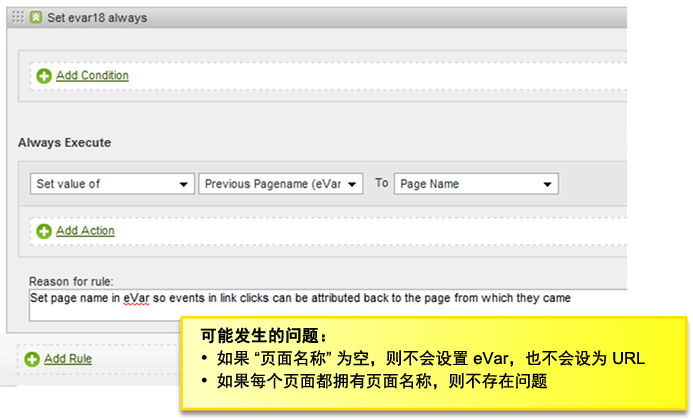 Set evar18 always
Add Condition
Always Execute
Set value of Previous Pagename (eVar To Page Name
Add Action
Reason for rule:
Set page name in eVar so events in link clicks can be attributed back to the page from which they came
Add Rule
可能发生的问题：
• 如果 “页面名称” 为空，则不会设置 eVar，也不会设为 URL
• 如果每个页面都拥有页面名称，则不存在问题